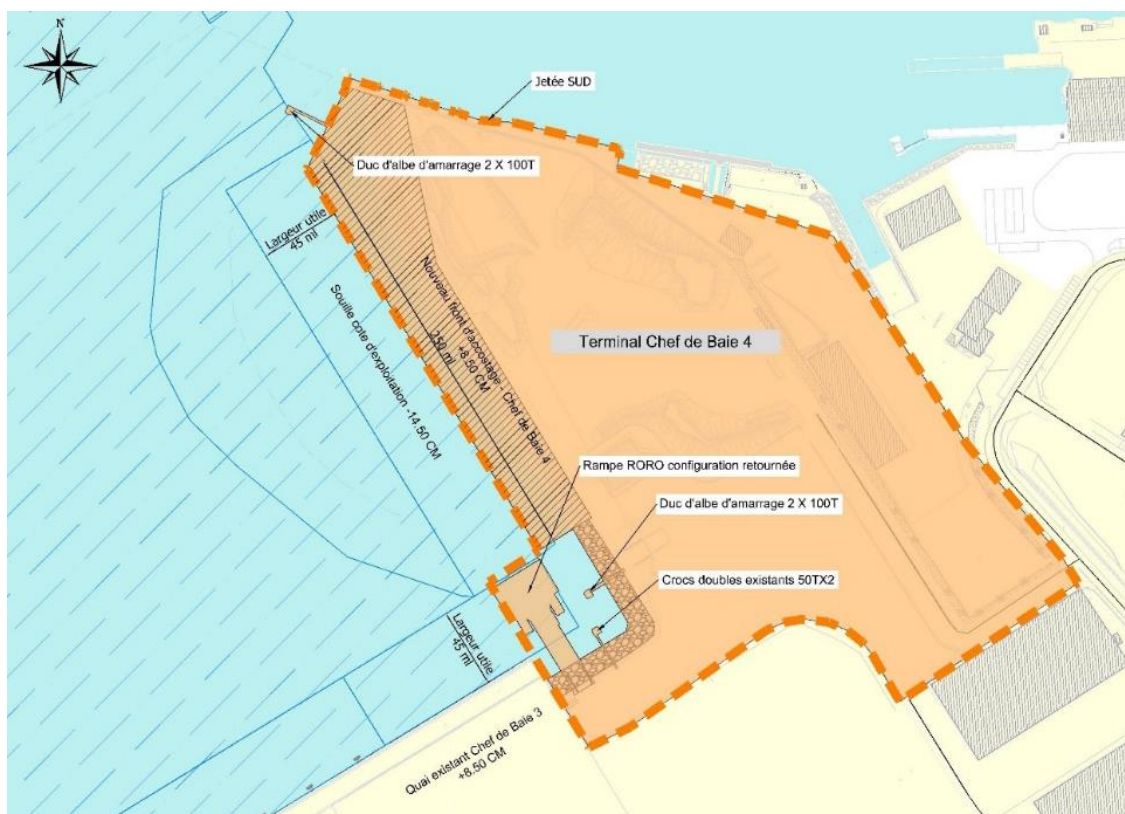 N
Jetée SUD
Duc d'albe d'amarrage 2 X 100T
Largeur utile
45 ml
Nouveau front d'accostage - Chef de Baie 4
+8.50 CM
250 ml
Souille cote d'exploitation -14.50 CM
Terminal Chef de Baie 4
Rampe RORO configuration retournée
Duc d'albe d'amarrage 2 X 100T
Crocs doubles existants 50TX2
Largeur utile
45 ml
Quai existant Chef de Baie 3
+8.50 CM